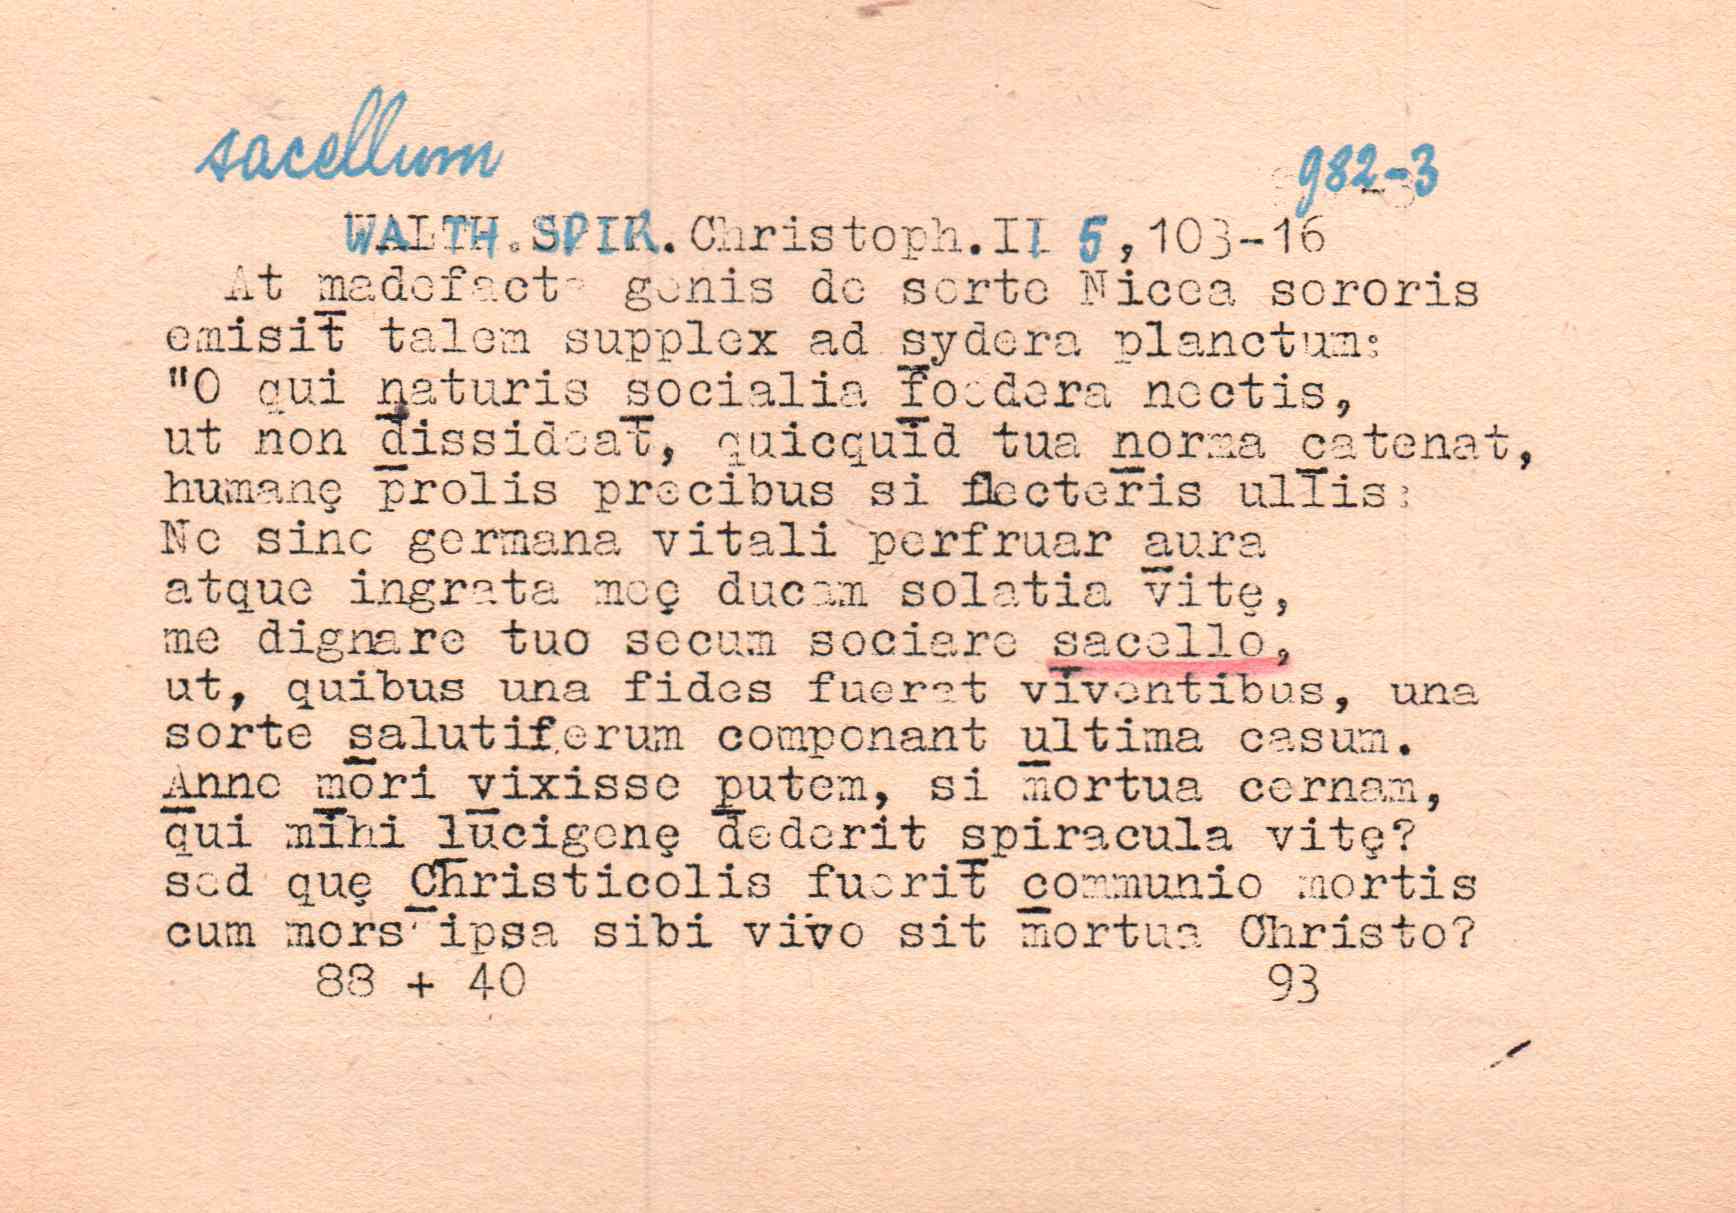 sacellum
982-3
WALTH.SPIR.Christoph.II 5,103-16
At madefacta genis de sorte Nicea sororis
emisit talem supplex ad sydera planctum:
"O qui naturis socialia foedera nectis,
ut non dissideat, quicquid tua norma catenat,
humanę prolis precibus si flecteris ullis:
Ne sine germana vitali perfruar aura
atque ingrata meę ducam solatia vitę,
me dignare tuo secum sociare sacello,
ut, quibus una fides fuerat viventibus, una
sorte salutiferum componant ultima casum.
Anne mori vixisse putem, si mortua cernam,
qui mihi lucigenę dederit spiracula vitę?
sed quę Christicolis fuerit communio mortis
cum mors ipsa sibi vivo sit mortua Christo?
88 + 40 93